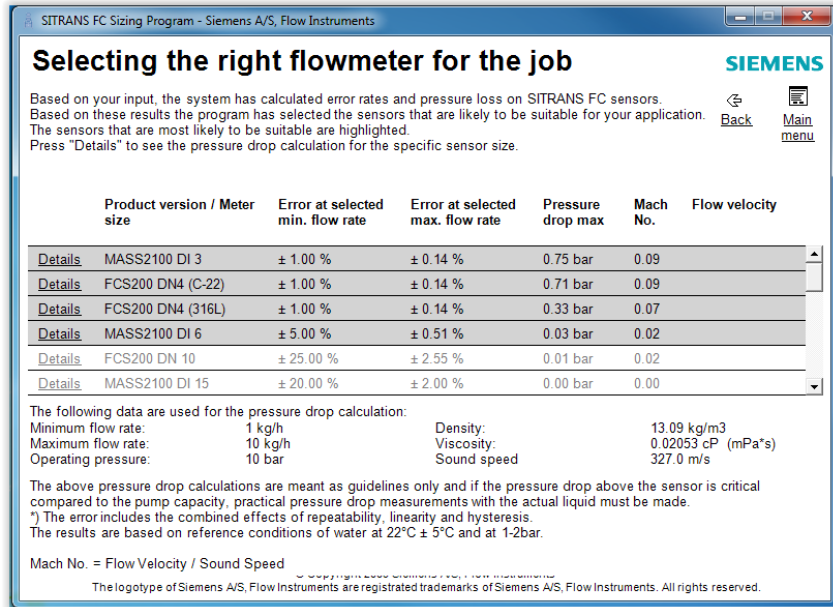 SITRANS FC Sizing Program - Siemens A/S, Flow Instruments
Selecting the right flowmeter for the job
SIEMENS
Based on your input, the system has calculated error rates and pressure loss on SITRANS FC sensors.
Based on these results the program has selected the sensors that are likely to be suitable for your application.
The sensors that are most likely to be suitable are highlighted.
Press "Details" to see the pressure drop calculation for the specific sensor size.
Back
Main
menu
Product version / Meter size Error at selected min. flow rate Error at selected max. flow rate Pressure drop max Mach No. Flow velocity
Details MASS2100 DI 3 ± 1.00 % ± 0.14 % 0.75 bar 0.09
Details FCS200 DN4 (C-22) ± 1.00 % ± 0.14 % 0.71 bar 0.09
Details FCS200 DN4 (316L) ± 1.00 % ± 0.14 % 0.33 bar 0.07
Details MASS2100 DI 6 ± 5.00 % ± 0.51 % 0.03 bar 0.02
Details FCS200 DN 10 ± 25.00 % ± 2.55 % 0.01 bar 0.02
Details MASS2100 DI 15 ± 20.00 % ± 2.00 % 0.00 bar 0.00
The following data are used for the pressure drop calculation:
Minimum flow rate: 1 kg/h Density: 13.09 kg/m3
Maximum flow rate: 10 kg/h Viscosity: 0.02053 cP (mPa*s)
Operating pressure: 10 bar Sound speed 327.0 m/s
The above pressure drop calculations are meant as guidelines only and if the pressure drop above the sensor is critical
compared to the pump capacity, practical pressure drop measurements with the actual liquid must be made.
*) The error includes the combined effects of repeatability, linearity and hysteresis.
The results are based on reference conditions of water at 22°C ± 5°C and at 1-2bar.
Mach No. = Flow Velocity / Sound Speed
The logotype of Siemens A/S, Flow Instruments are registrated trademarks of Siemens A/S, Flow Instruments. All rights reserved.